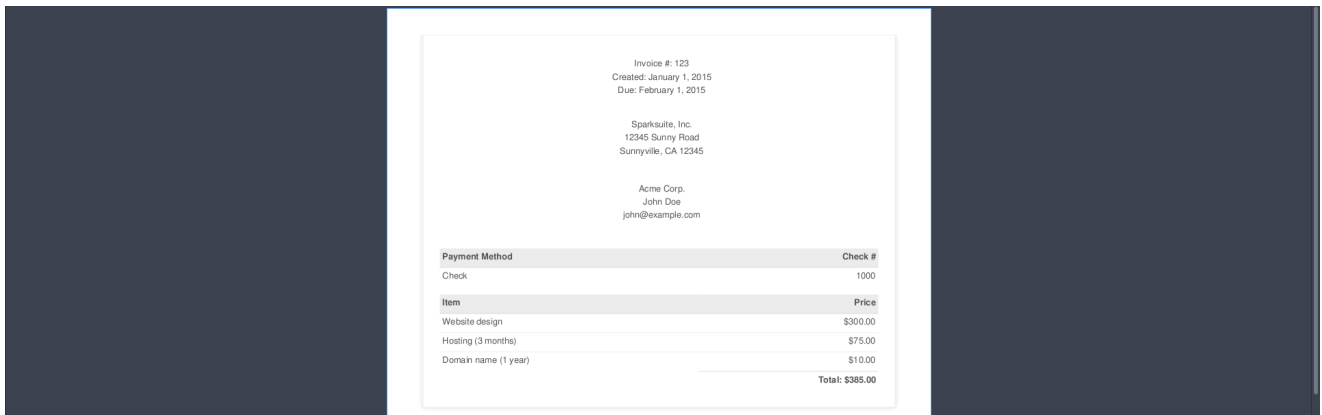 Invoice #: 123
Created: January 1, 2015
Due: February 1, 2015
Sparksuite, Inc.
12345 Sunny Road
Sunnyville, CA 12345
Acme Corp.
John Doe
john@example.com
Payment Method Check #
Check 1000
Item Price
Website design $300.00
Hosting (3 months) $75.00
Domain name (1 year) $10.00
Total: $385.00